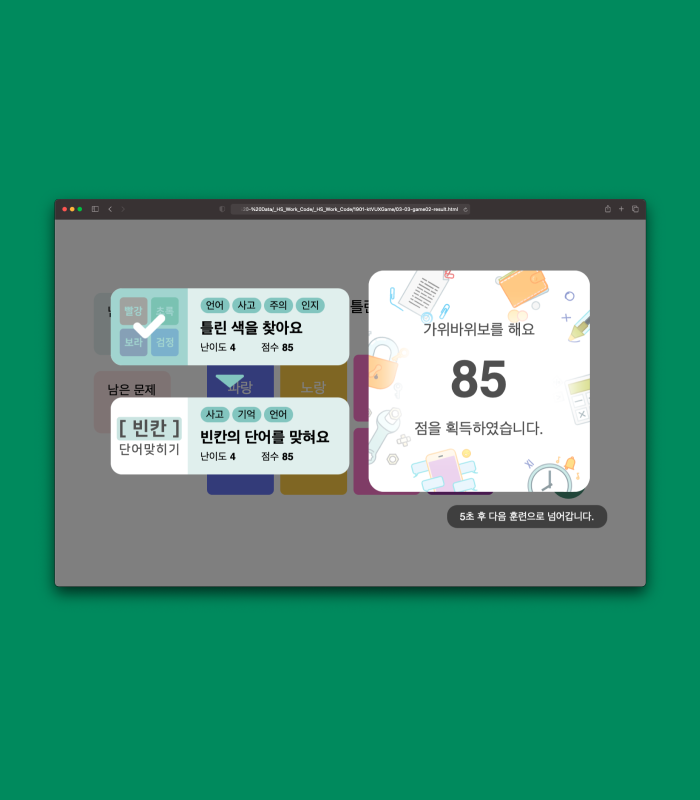 %20Data/_HS_Work_Code/_HS_Work_Code/1901-ktVUXGame/03-03-game02-result.html
빨강 초록
보라 검정
언어 사고 주의 인지
틀린 색을 찾아요
난이도 4 점수 85
남은 문제
파랑 노랑
[ 빈칸 ]
단어맞히기
사고 기억 언어
빈칸의 단어를 맞혀요
난이도 4 점수 85
가위바위보를 해요
85
점을 획득하였습니다.
5초 후 다음 훈련으로 넘어갑니다.